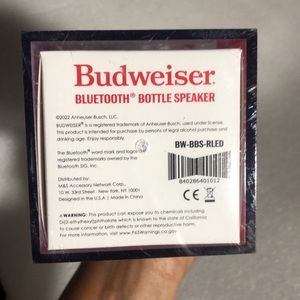 Budweiser
BLUETOOTH® BOTTLE SPEAKER
©2022 Anheuser-Busch, LLC.
BUDWEISER® is a registered trademark of Anheuser-Busch, used under license.
This product is intended for purchase by persons of legal alcohol purchase and
drinking age. Enjoy responsibly.
The Bluetooth® word mark and logos
registered trademarks owned by the
Bluetooth SIG, Inc.
BW-BBS-RLED
Distributed by:
M&S Accessory Network Corp.
10 W. 33rd Street New York, NY 10001
Designed in the U.S.A | Made in China
840286401012
CE
WARNING: This product can expose you to chemicals including
Di(2-ethylhexyl)phthalate which is known to the state of California
to cause cancer or birth defects or other reproductive harm.
For more information, visit www.P65Warnings.ca.gov